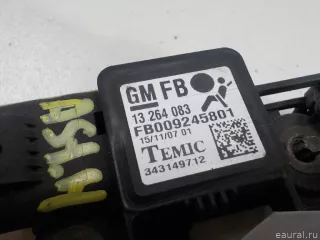 GM FB
13 264 083
FB009245801
15/11/07 01
TEMIC
343149712
eaural.ru